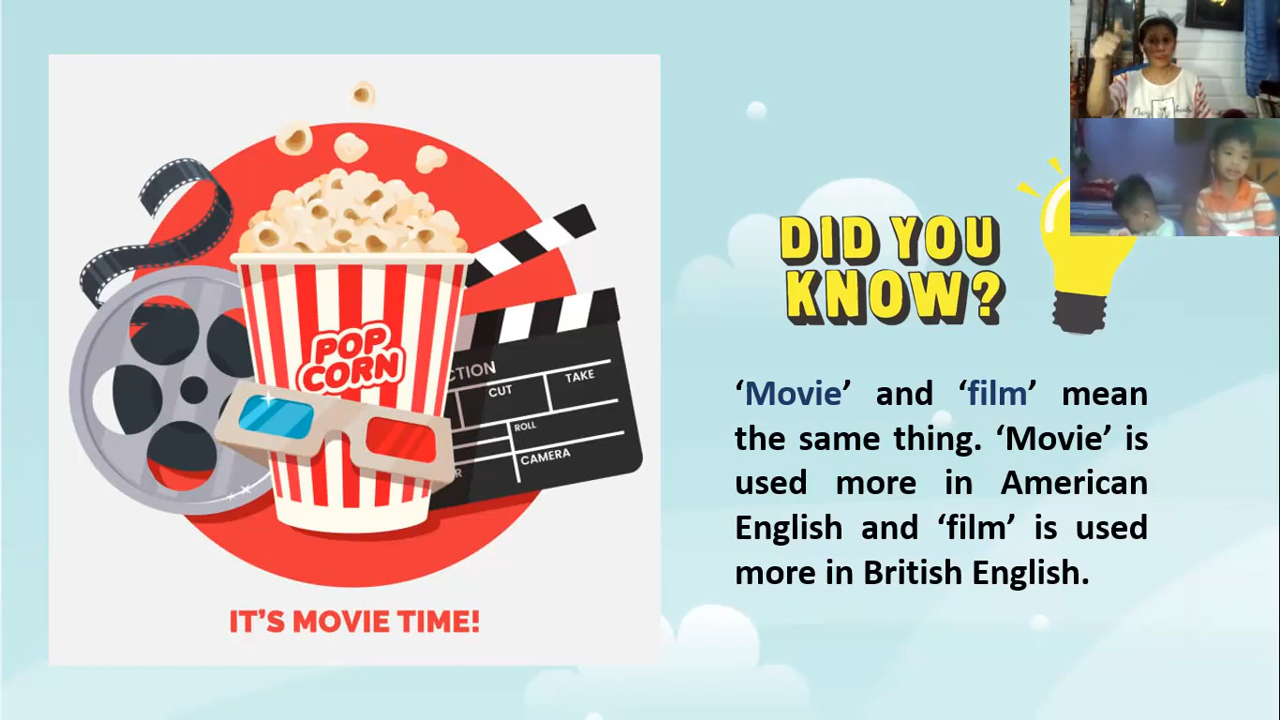 POP
CORN
CUT
TAKE
ROLL
CAMERA
IT'S MOVIE TIME!
DID YOU
KNOW?
‘Movie’ and ‘film’ mean
the same thing. ‘Movie’ is
used more in American
English and ‘film’ is used
more in British English.